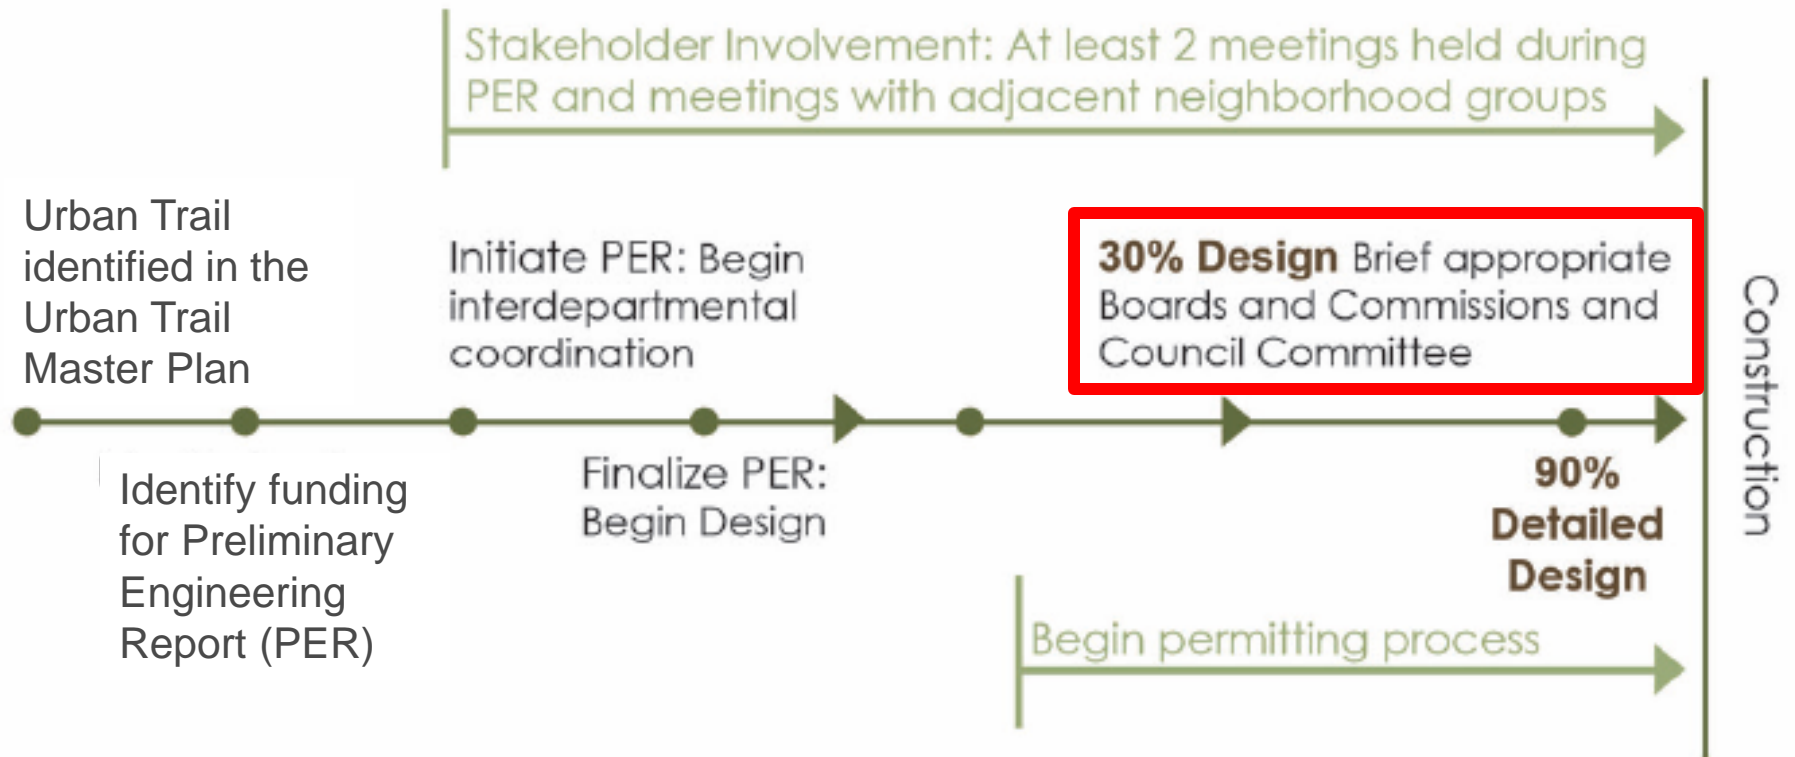 Stakeholder Involvement: At least 2 meetings held during
PER and meetings with adjacent neighborhood groups
Urban Trail
identified in the
Urban Trail
Master Plan
Initiate PER: Begin
interdepartmental
coordination
30% Design Brief appropriate
Boards and Commissions and
Council Committee
Construction
Identify funding
for Preliminary
Engineering
Report (PER)
Finalize PER:
Begin Design
90%
Detailed
Design
Begin permitting process